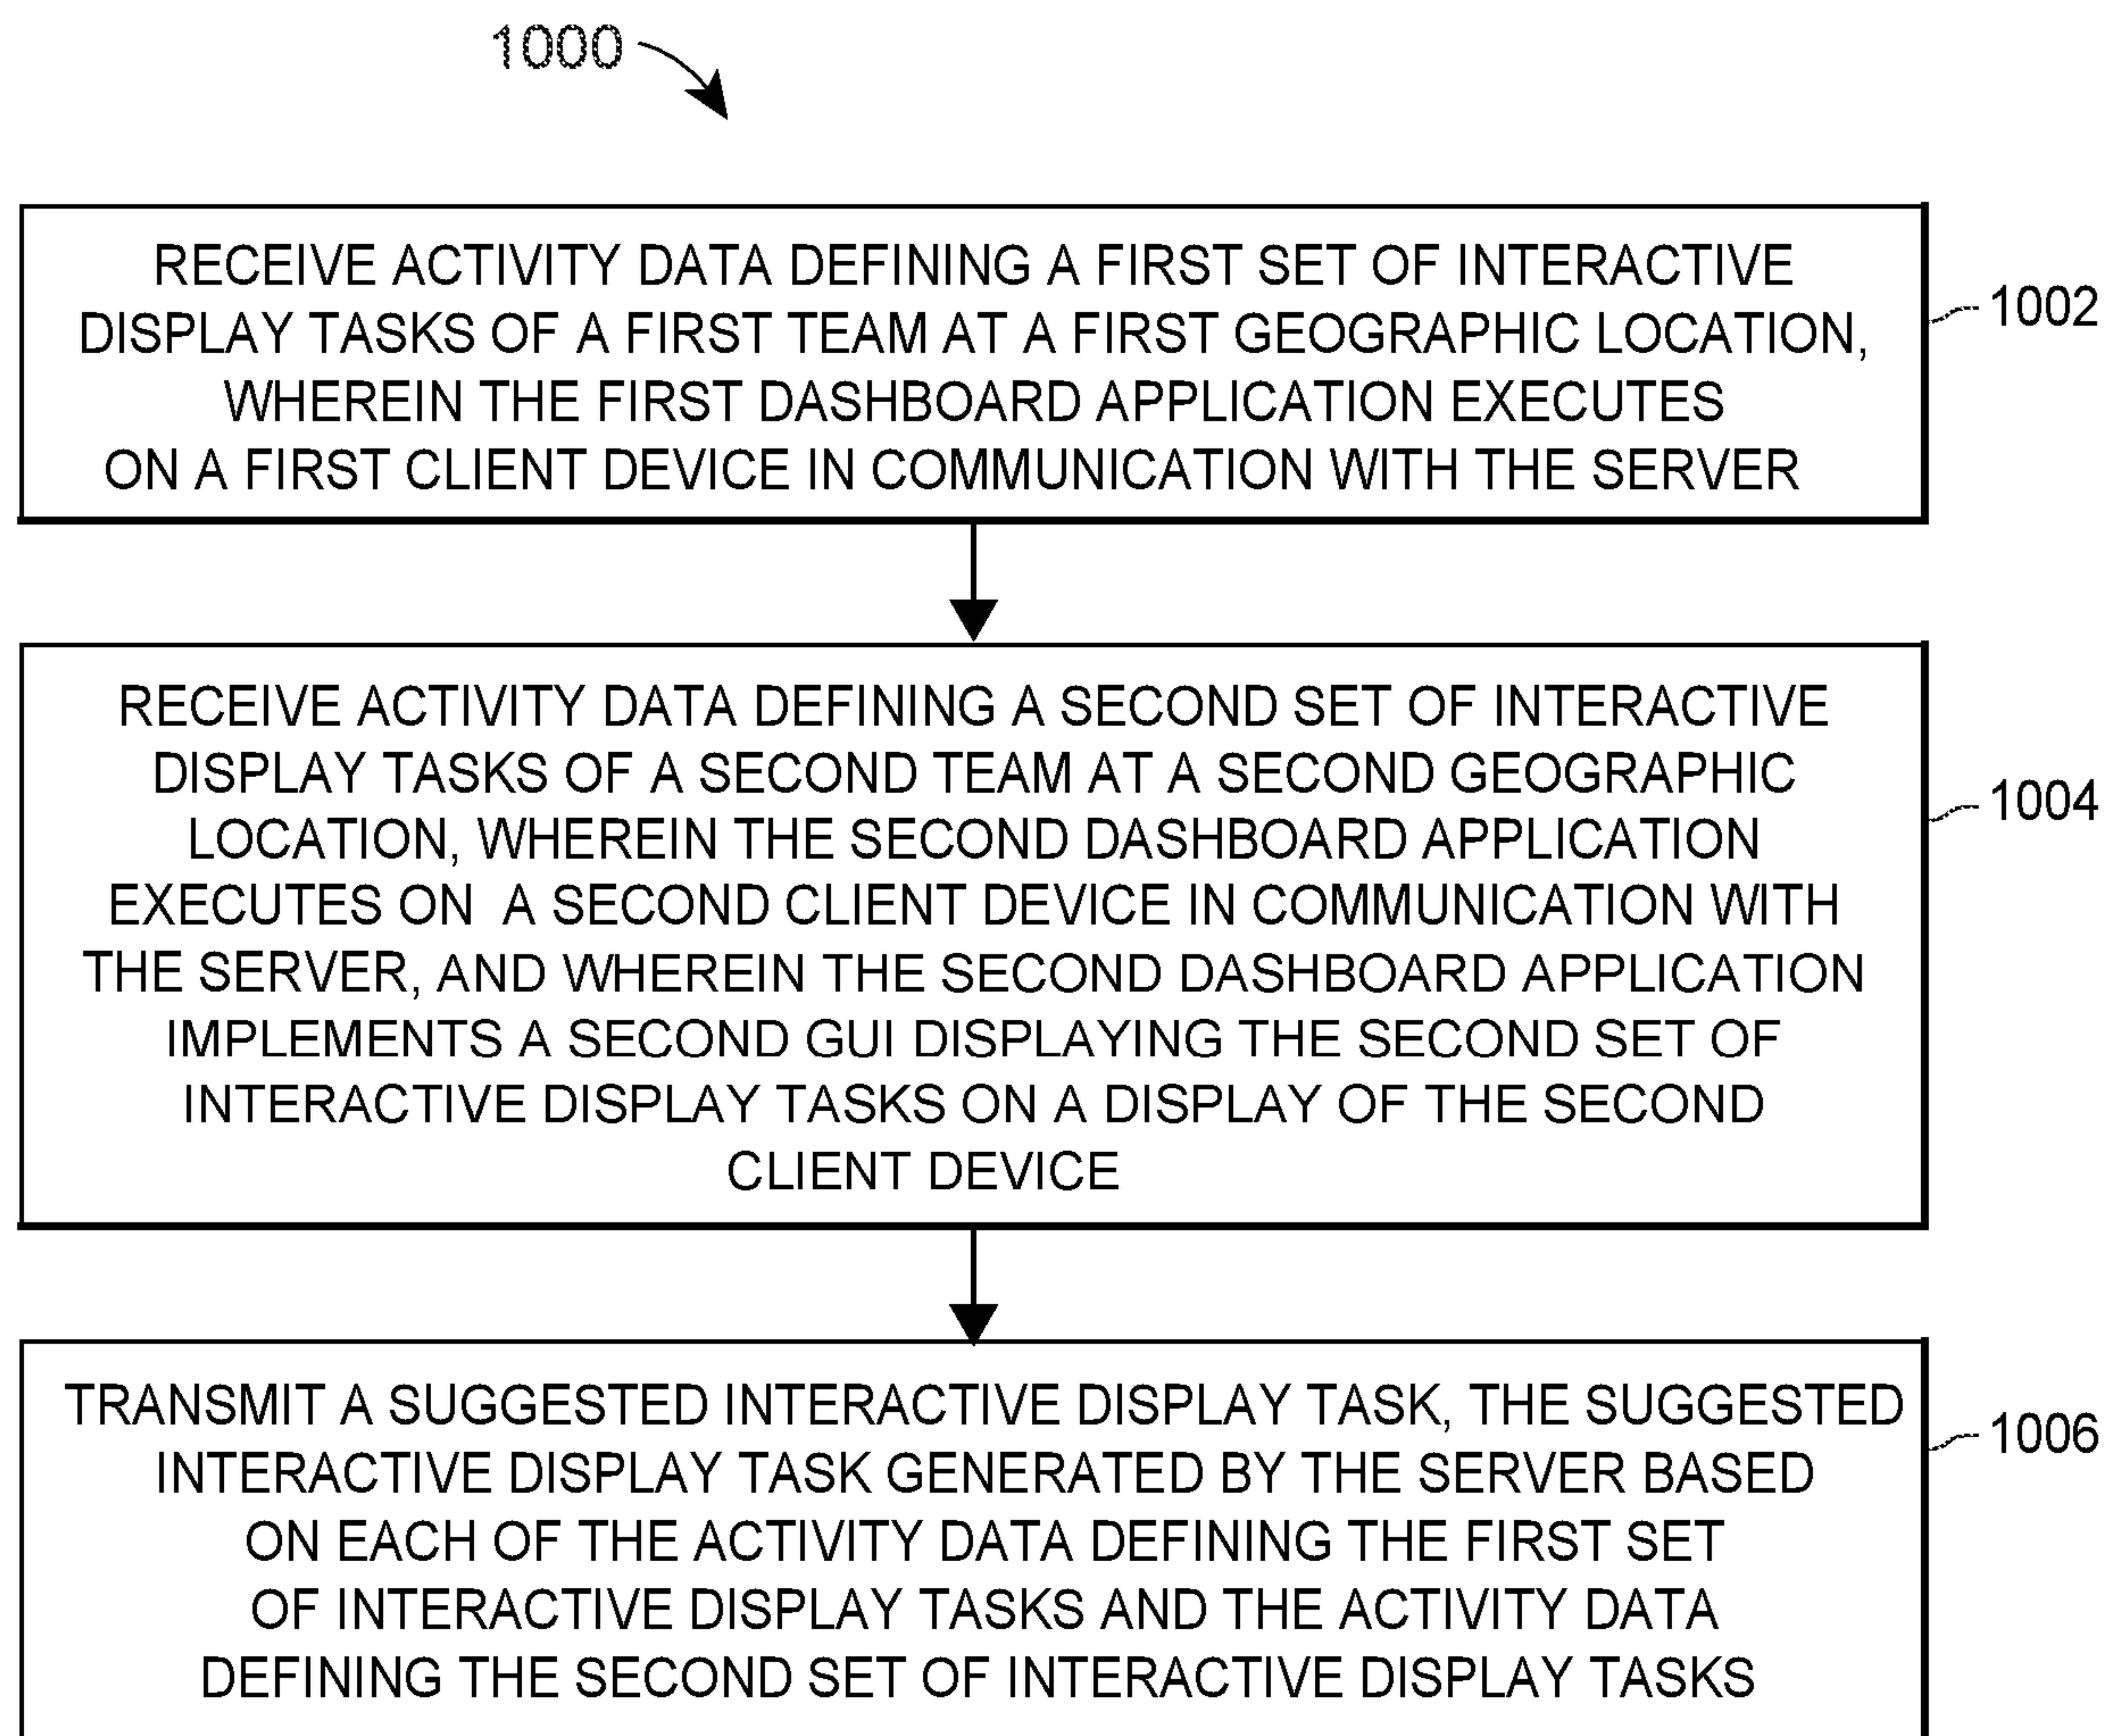 1000
RECEIVE ACTIVITY DATA DEFINING A FIRST SET OF INTERACTIVE
DISPLAY TASKS OF A FIRST TEAM AT A FIRST GEOGRAPHIC LOCATION,
WHEREIN THE FIRST DASHBOARD APPLICATION EXECUTES
ON A FIRST CLIENT DEVICE IN COMMUNICATION WITH THE SERVER
1002
RECEIVE ACTIVITY DATA DEFINING A SECOND SET OF INTERACTIVE
DISPLAY TASKS OF A SECOND TEAM AT A SECOND GEOGRAPHIC
LOCATION, WHEREIN THE SECOND DASHBOARD APPLICATION
EXECUTES ON A SECOND CLIENT DEVICE IN COMMUNICATION WITH
THE SERVER, AND WHEREIN THE SECOND DASHBOARD APPLICATION
IMPLEMENTS A SECOND GUI DISPLAYING THE SECOND SET OF
INTERACTIVE DISPLAY TASKS ON A DISPLAY OF THE SECOND
CLIENT DEVICE
1004
TRANSMIT A SUGGESTED INTERACTIVE DISPLAY TASK, THE SUGGESTED
INTERACTIVE DISPLAY TASK GENERATED BY THE SERVER BASED
ON EACH OF THE ACTIVITY DATA DEFINING THE FIRST SET
OF INTERACTIVE DISPLAY TASKS AND THE ACTIVITY DATA
DEFINING THE SECOND SET OF INTERACTIVE DISPLAY TASKS
1006